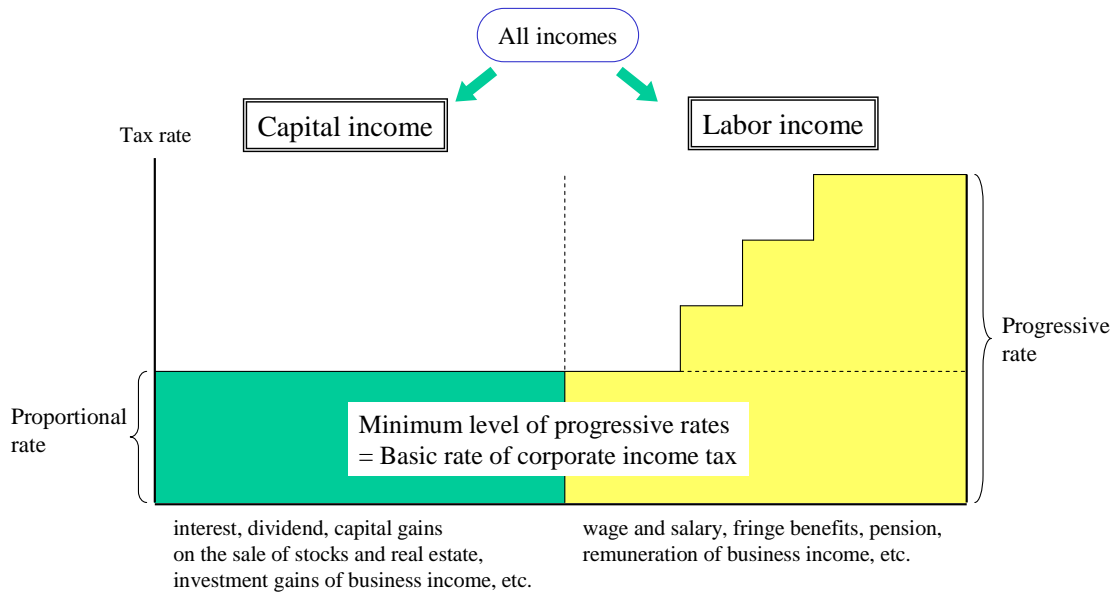 All incomes
Capital income
Labor income
Tax rate
Progressive
rate
Proportional
rate
Minimum level of progressive rates
= Basic rate of corporate income tax
interest, dividend, capital gains
on the sale of stocks and real estate,
investment gains of business income, etc.
wage and salary, fringe benefits, pension,
remuneration of business income, etc.